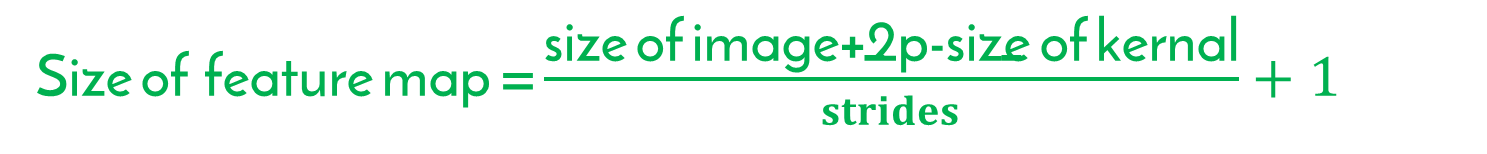 size of image+2p-size of kernal
Size of feature map = + 1
strides